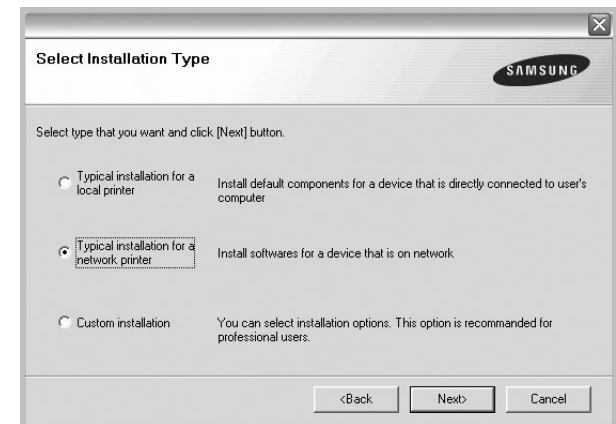 Select Installation Type
SAMSUNG
Select type that you want and click [Next] button.
Typical installation for a
local printer
Install default components for a device that is directly connected to user's
computer
Typical installation for a
network printer
Install softwares for a device that is on network
Custom installation
You can select installation options. This option is recommanded for
professional users.
<Back
Next>
Cancel